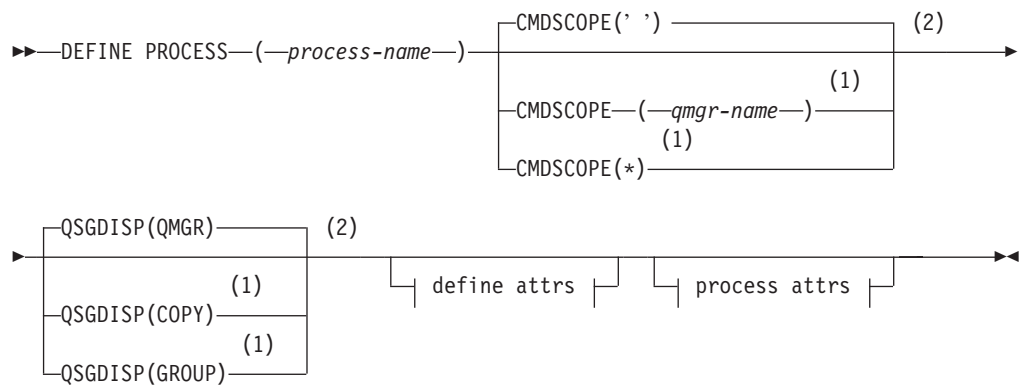 CMDSCOPE(' ') (2)
DEFINE PROCESS ( process-name )
(1)
CMDSCOPE ( qmgr-name )
(1)
CMDSCOPE(*)
QSGDISP(QMGR) (2)
define attrs process attrs
(1)
QSGDISP(COPY)
(1)
QSGDISP(GROUP)